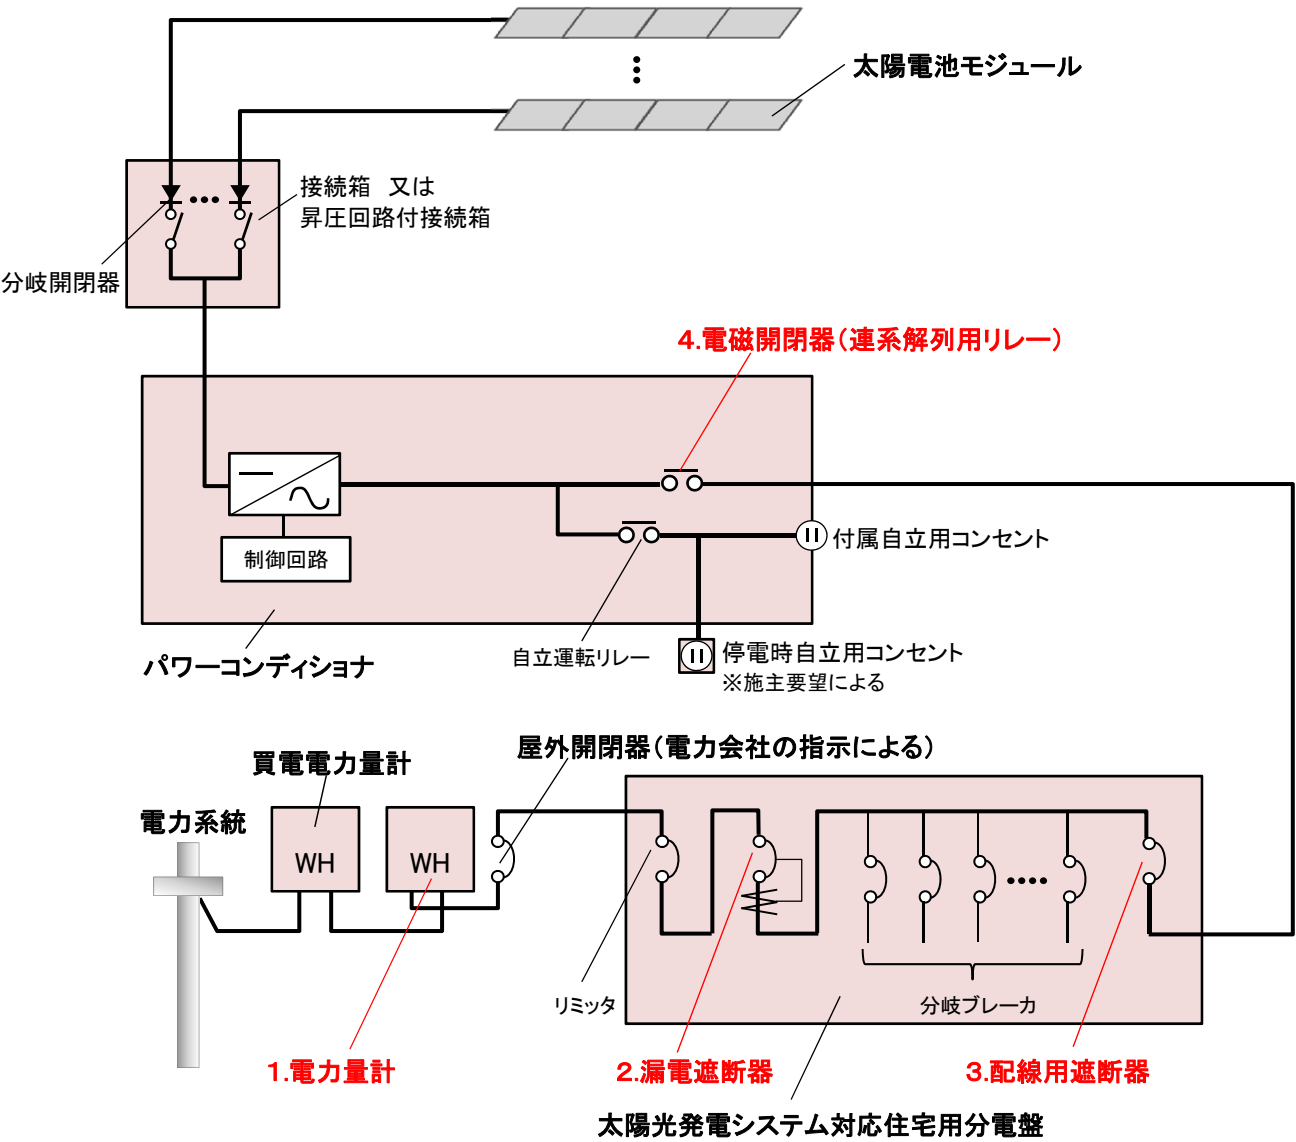 太陽電池モジュール
接続箱　又は
昇圧回路付接続箱
分岐開閉器
4.電磁開閉器(連系解列用リレー)
制御回路
付属自立用コンセント
パワーコンディショナ
自立運転リレー
停電時自立用コンセント
※施主要望による
屋外開閉器(電力会社の指示による)
買電電力量計
電力系統
WH
WH
リミッタ
分岐ブレーカ
1.電力量計
2.漏電遮断器
3.配線用遮断器
太陽光発電システム対応住宅用分電盤